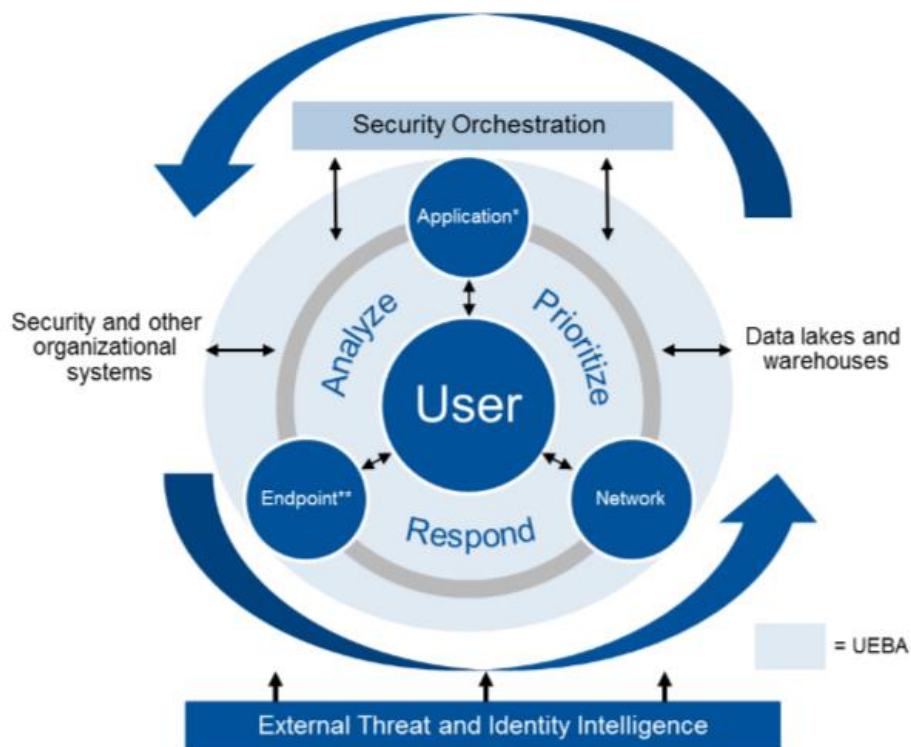 Security Orchestration
Application*
Analyze
Prioritize
Security and other
organizational
systems
Data lakes and
warehouses
User
Endpoint**
Network
Respond
= UEBA
External Threat and Identity Intelligence